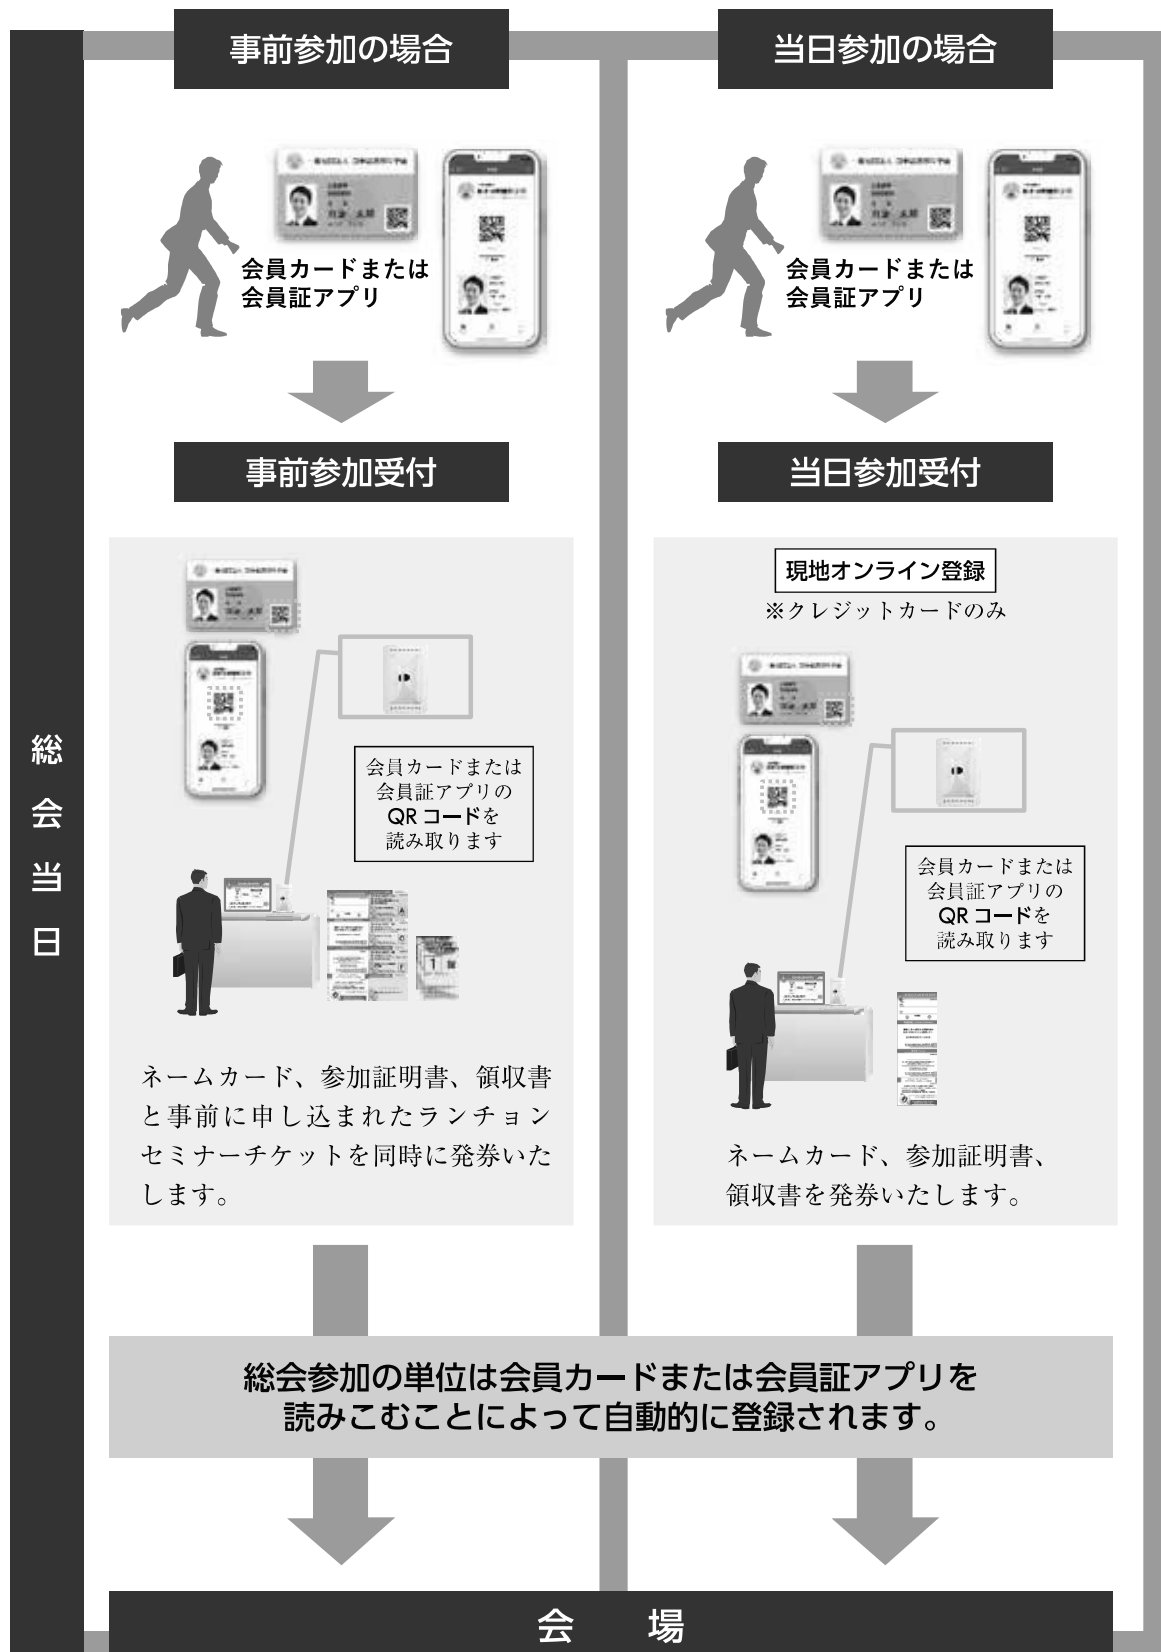 総会当日
事前参加の場合
会員カードまたは
会員証アプリ
事前参加受付
会員カードまたは
会員証アプリの
QRコードを
読み取ります
ネームカード、参加証明書、領収書
と事前に申し込まれたランチョン
セミナーチケットを同時に発券いた
します。
当日参加の場合
会員カードまたは
会員証アプリ
当日参加受付
現地オンライン登録
※クレジットカードのみ
会員カードまたは
会員証アプリの
QRコードを
読み取ります
ネームカード、参加証明書、
領収書を発券いたします。
総会参加の単位は会員カードまたは会員証アプリを
読みこむことによって自動的に登録されます。
会　場